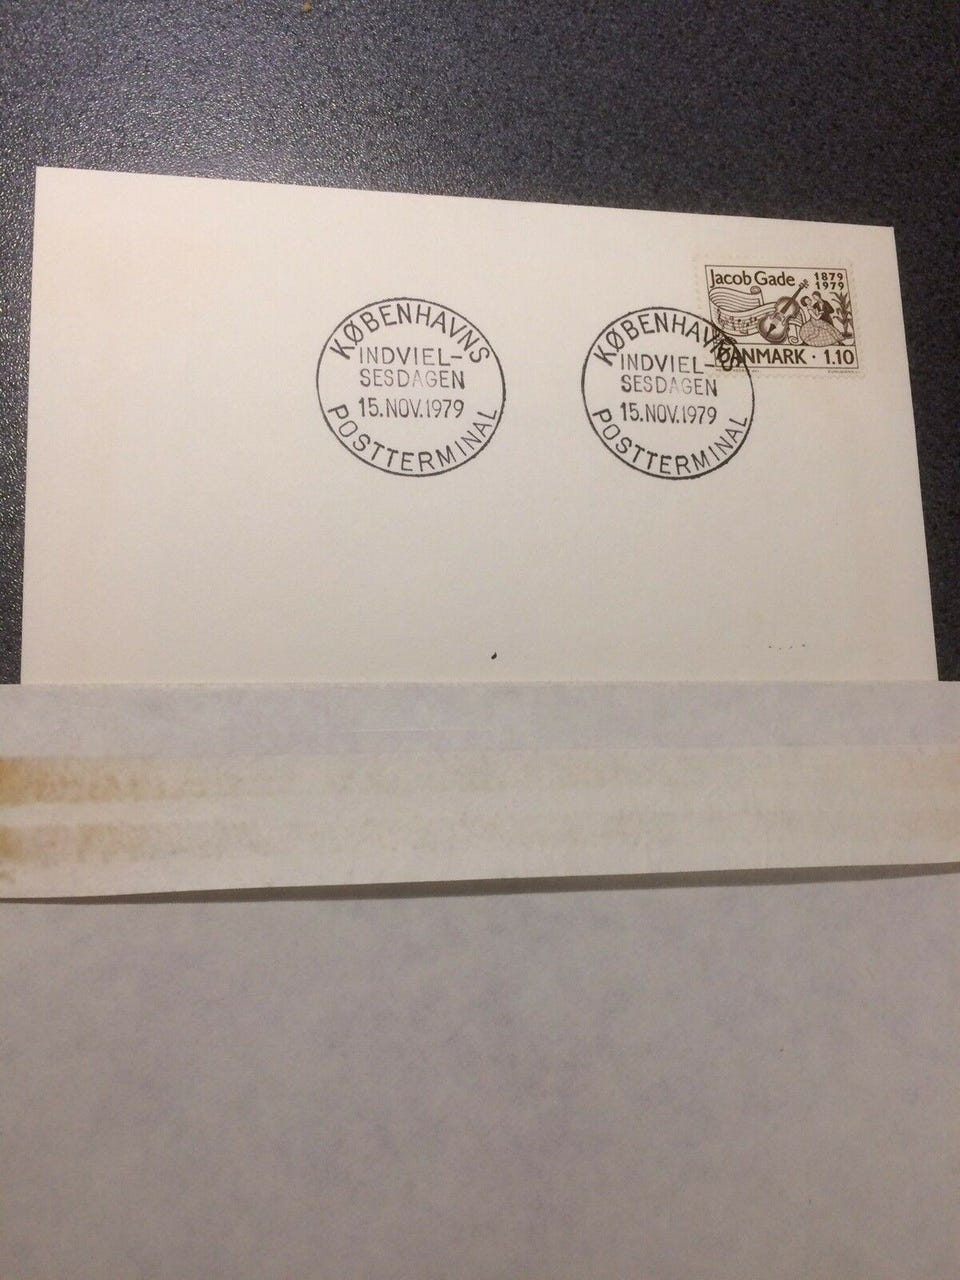 KØBENHAVNS
INDVIEL-
SESDAGEN
15.NOV.1979
POSTTERMINAL
KØBENHAVNS
INDVIEL-
SESDAGEN
15.NOV.1979
POSTTERMINAL
Jacob Gade 1879
1979
DANMARK · 1.10